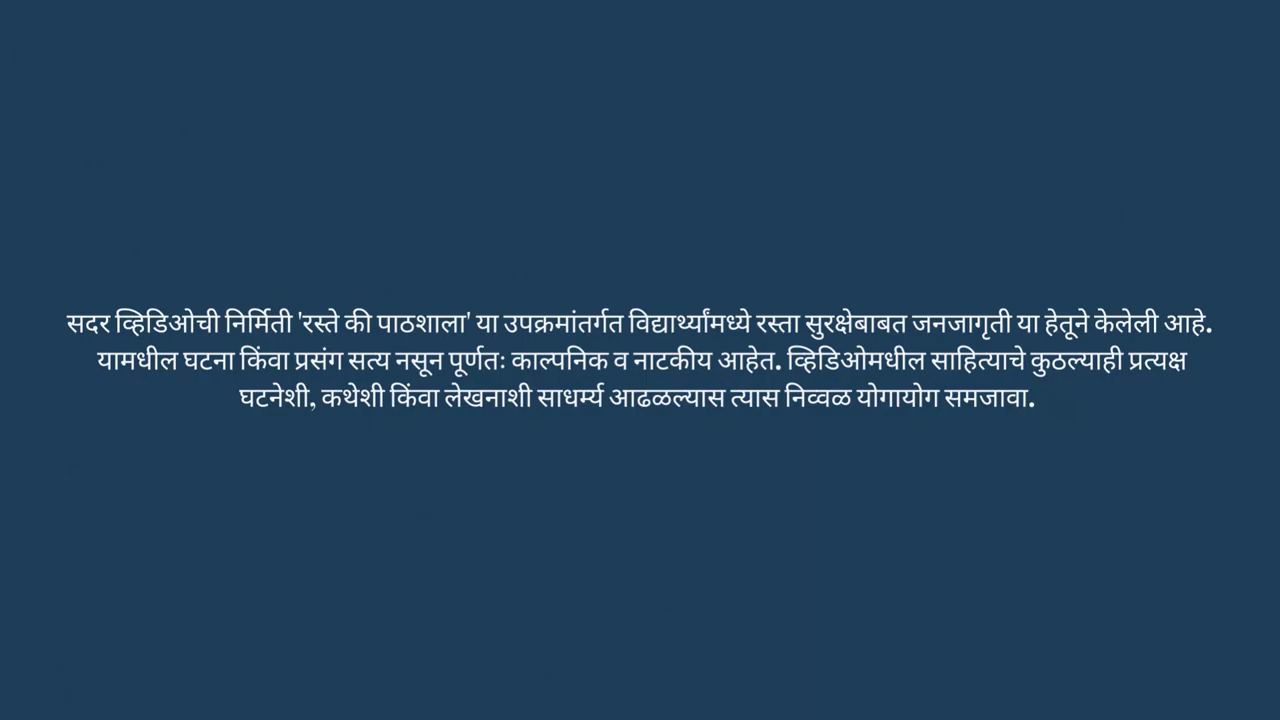 सदर व्हिडिओची निर्मिती 'रस्ते की पाठशाला' या उपक्रमांतर्गत विद्यार्थ्यांमध्ये रस्ता सुरक्षेबाबत जनजागृती या हेतूने केलेली आहे.
यामधील घटना किंवा प्रसंग सत्य नसून पूर्णतः काल्पनिक व नाटकीय आहेत. व्हिडिओमधील साहित्याचे कुठल्याही प्रत्यक्ष
घटनेशी, कथेशी किंवा लेखनाशी साधर्म्य आढळल्यास त्यास निव्वळ योगायोग समजावा.